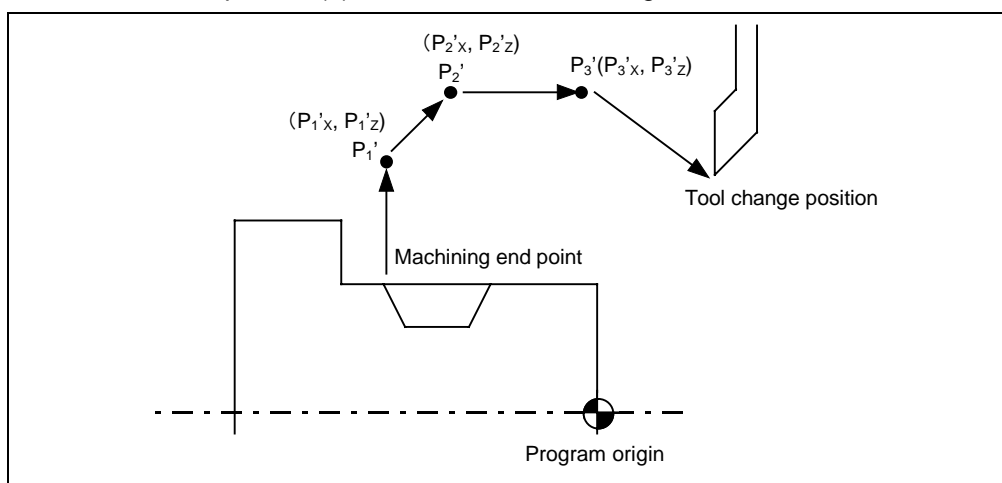 (P₂'ₓ, P₂'z)
P₂'
P₃'(P₃'ₓ, P₃'z)
(P₁'ₓ, P₁'z)
P₁'
Tool change position
Machining end point
Program origin